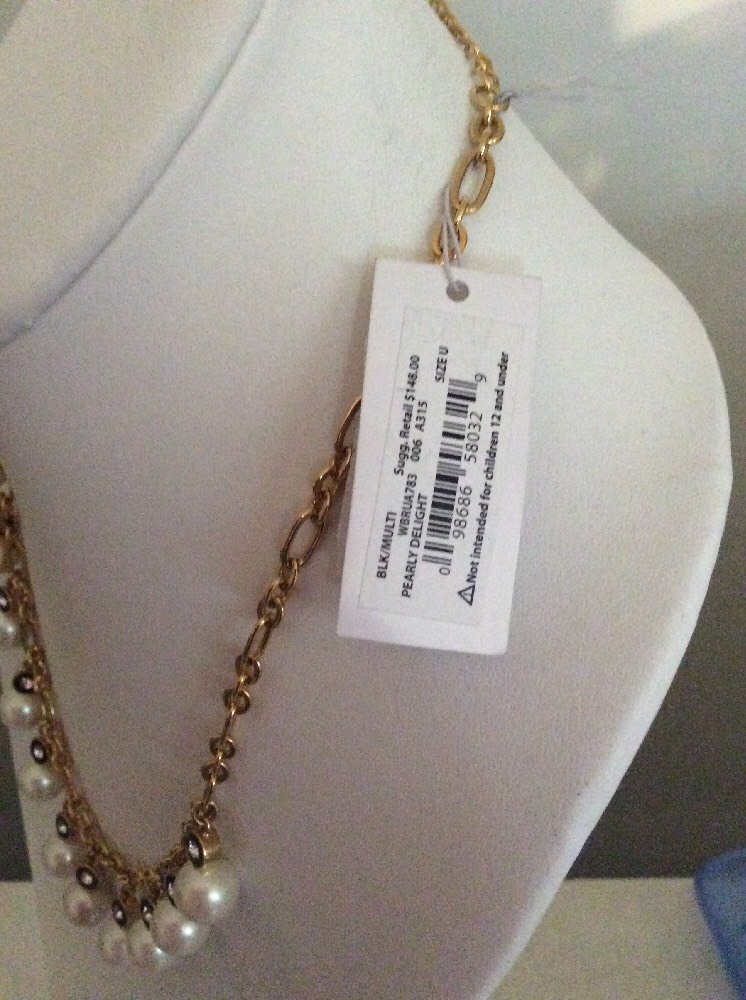 BLK/MULTI
WBRUA783 Sugg. Retail $148.00
PEARLY DELIGHT 006 A315
SIZE U
0 98686 58032 9
⚠Not intended for children 12 and under